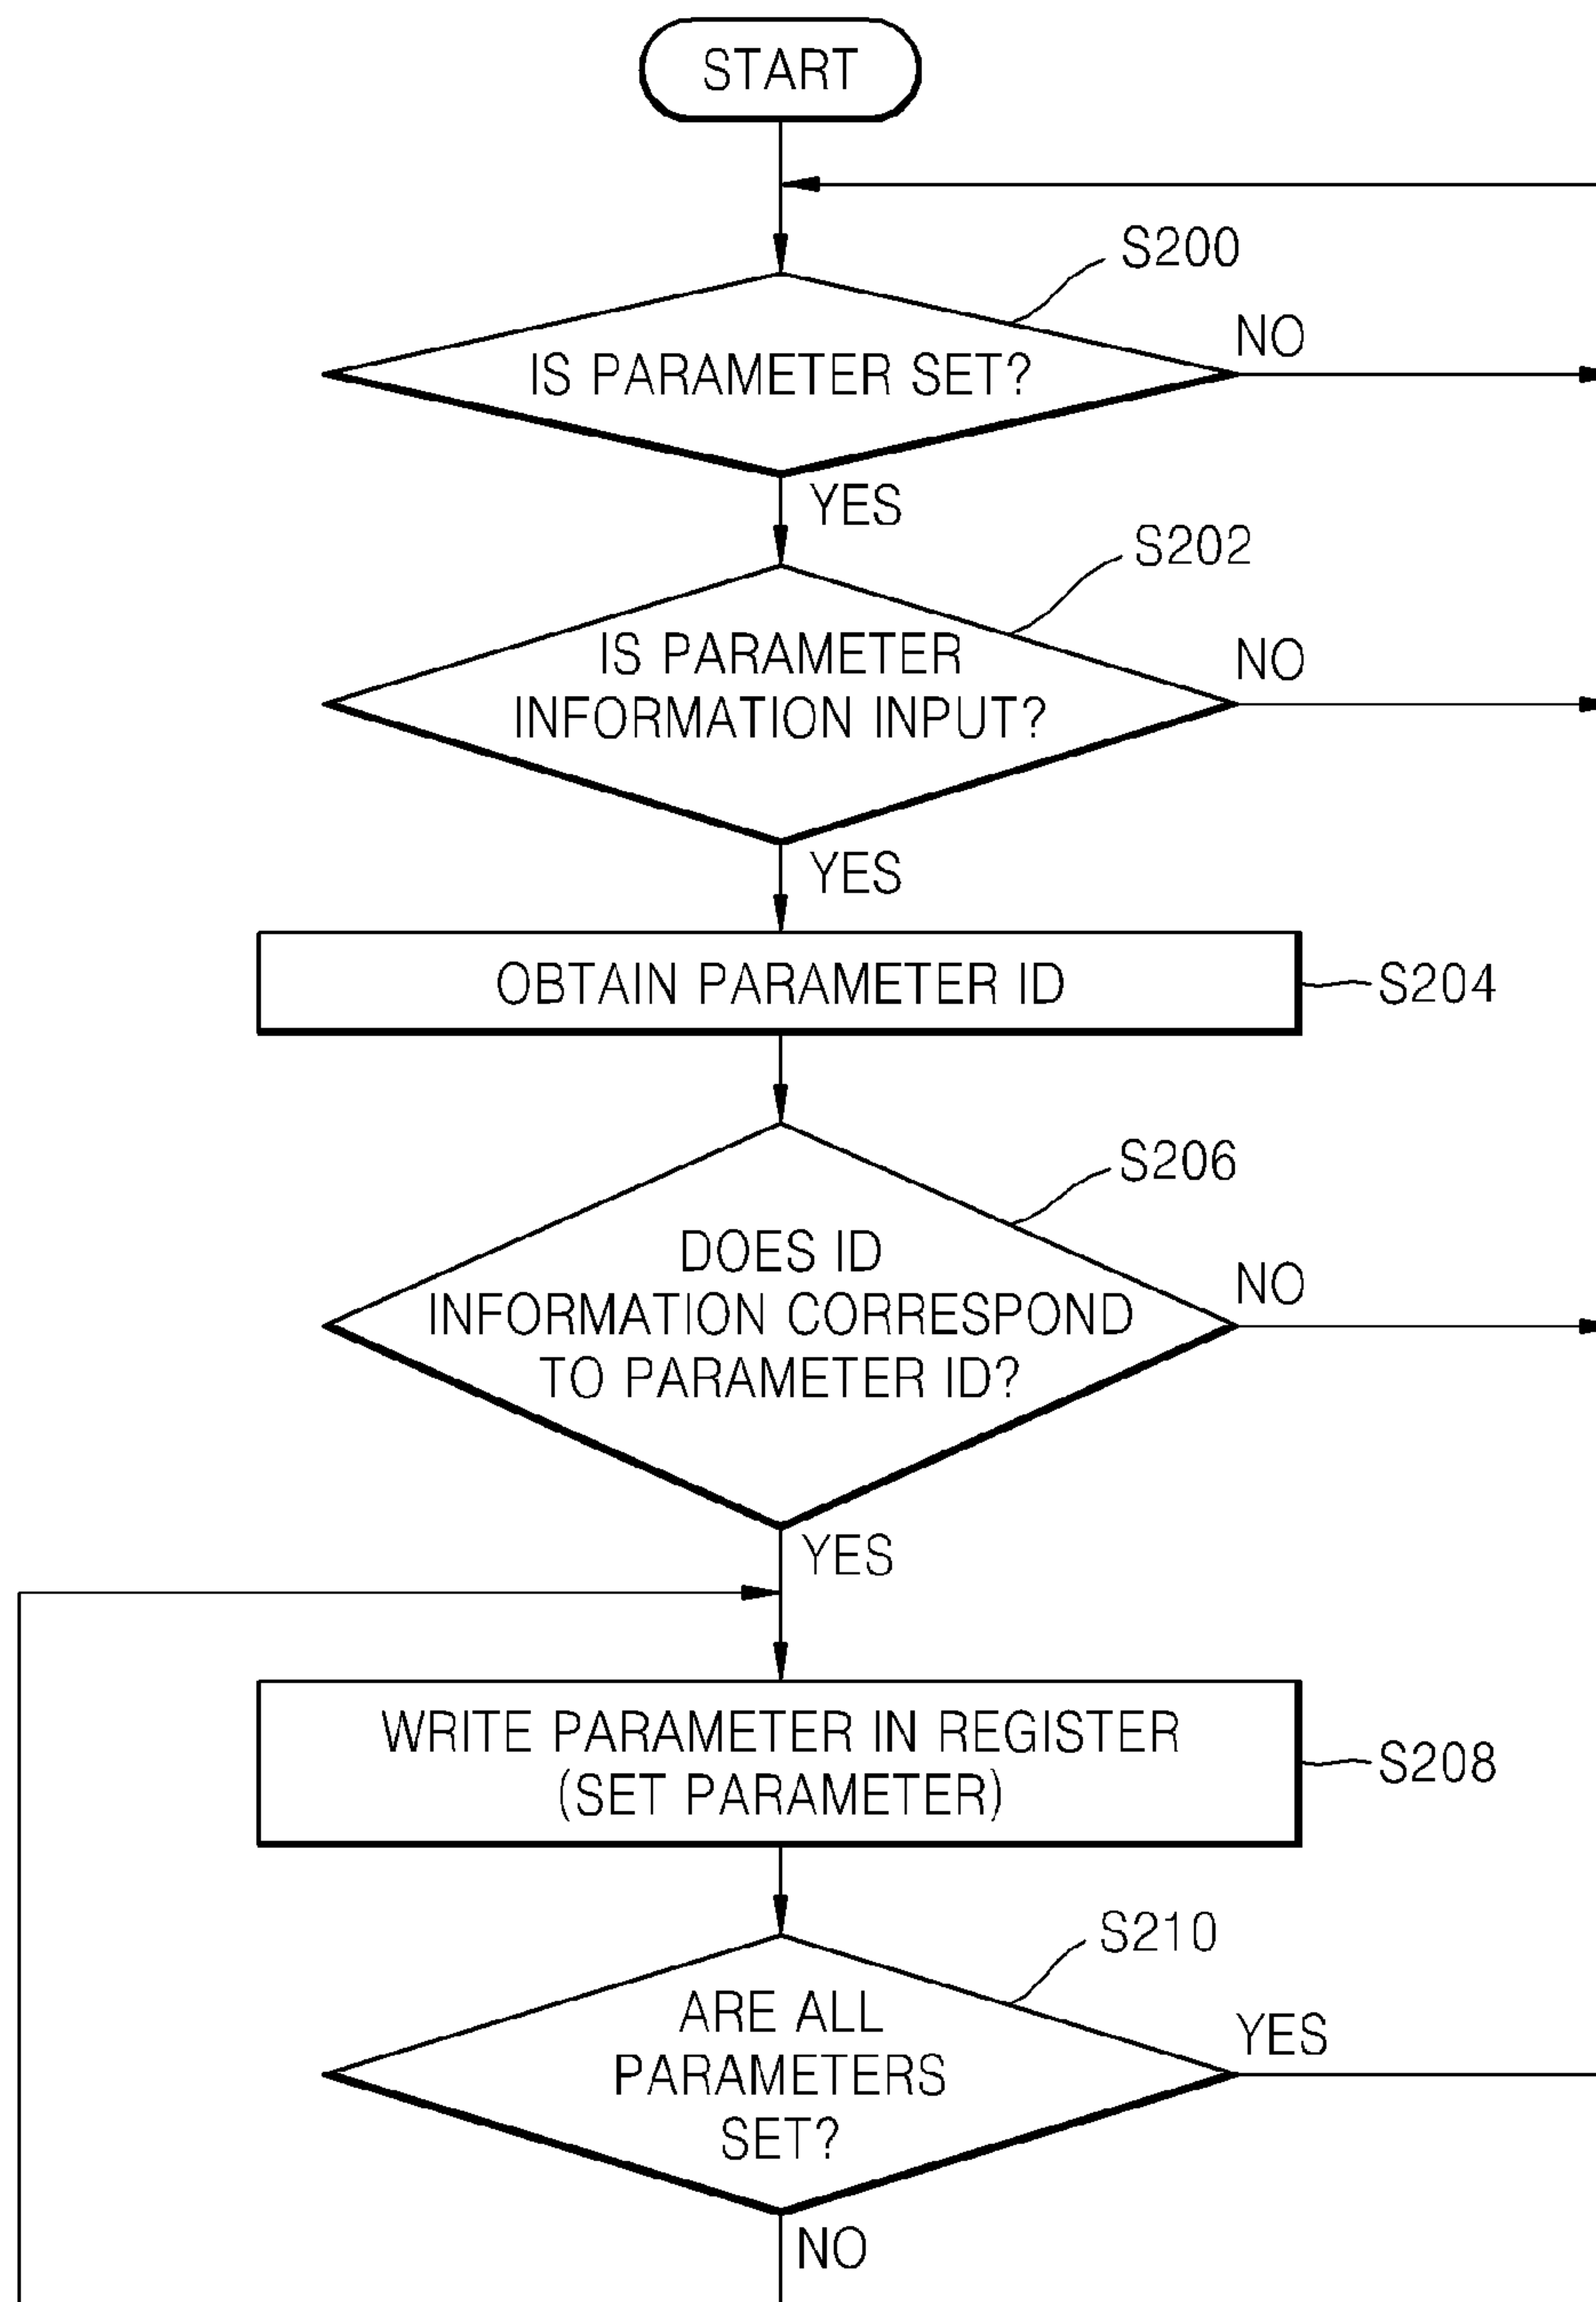 START
S200
IS PARAMETER SET?
NO
YES
S202
IS PARAMETER
INFORMATION INPUT?
NO
YES
OBTAIN PARAMETER ID
S204
S206
DOES ID
INFORMATION CORRESPOND
TO PARAMETER ID?
NO
YES
WRITE PARAMETER IN REGISTER
(SET PARAMETER)
S208
S210
ARE ALL
PARAMETERS
SET?
YES
NO